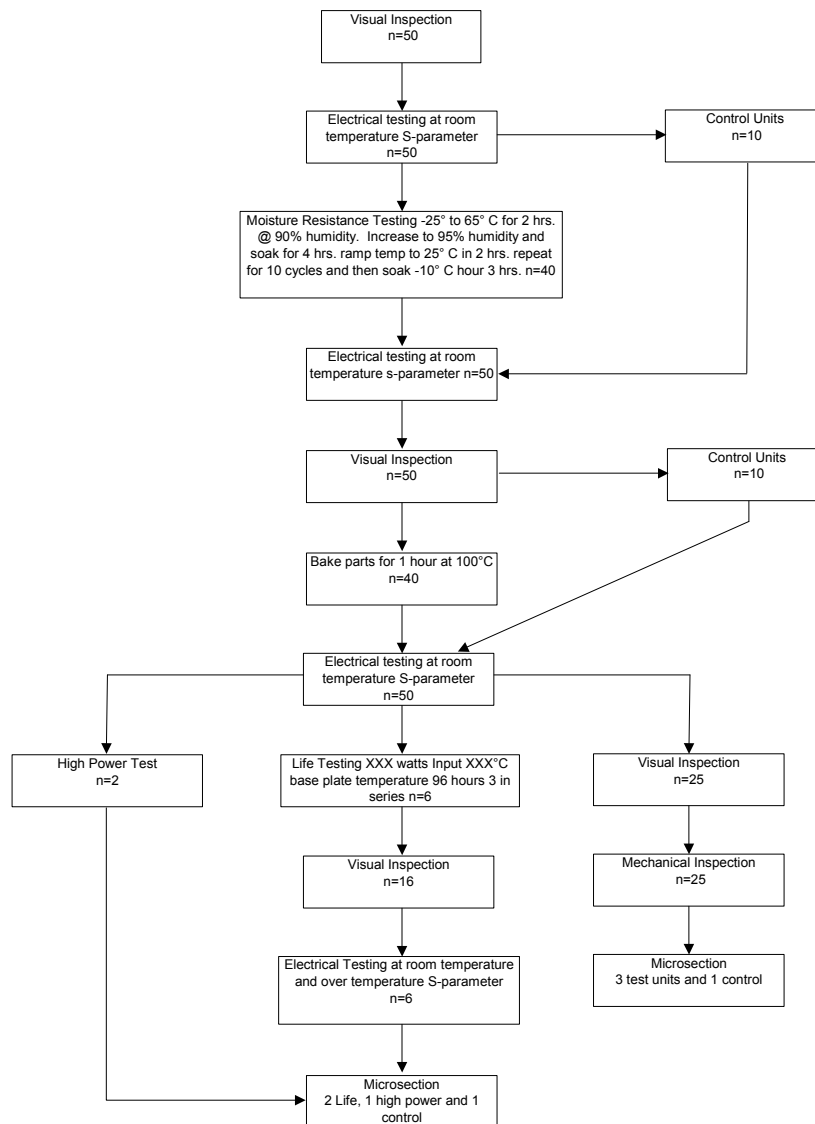 Visual Inspection
n=50
Electrical testing at room
temperature S-parameter
n=50
Control Units
n=10
Moisture Resistance Testing -25° to 65° C for 2 hrs.
@ 90% humidity.  Increase to 95% humidity and
soak for 4 hrs. ramp temp to 25° C in 2 hrs. repeat
for 10 cycles and then soak -10° C hour 3 hrs. n=40
Electrical testing at room
temperature s-parameter n=50
Visual Inspection
n=50
Control Units
n=10
Bake parts for 1 hour at 100°C
n=40
Electrical testing at room
temperature S-parameter
n=50
High Power Test
n=2
Life Testing XXX watts Input XXX°C
base plate temperature 96 hours 3 in
series n=6
Visual Inspection
n=25
Visual Inspection
n=16
Mechanical Inspection
n=25
Electrical Testing at room temperature
and over temperature S-parameter
n=6
Microsection
3 test units and 1 control
Microsection
2 Life, 1 high power and 1
control